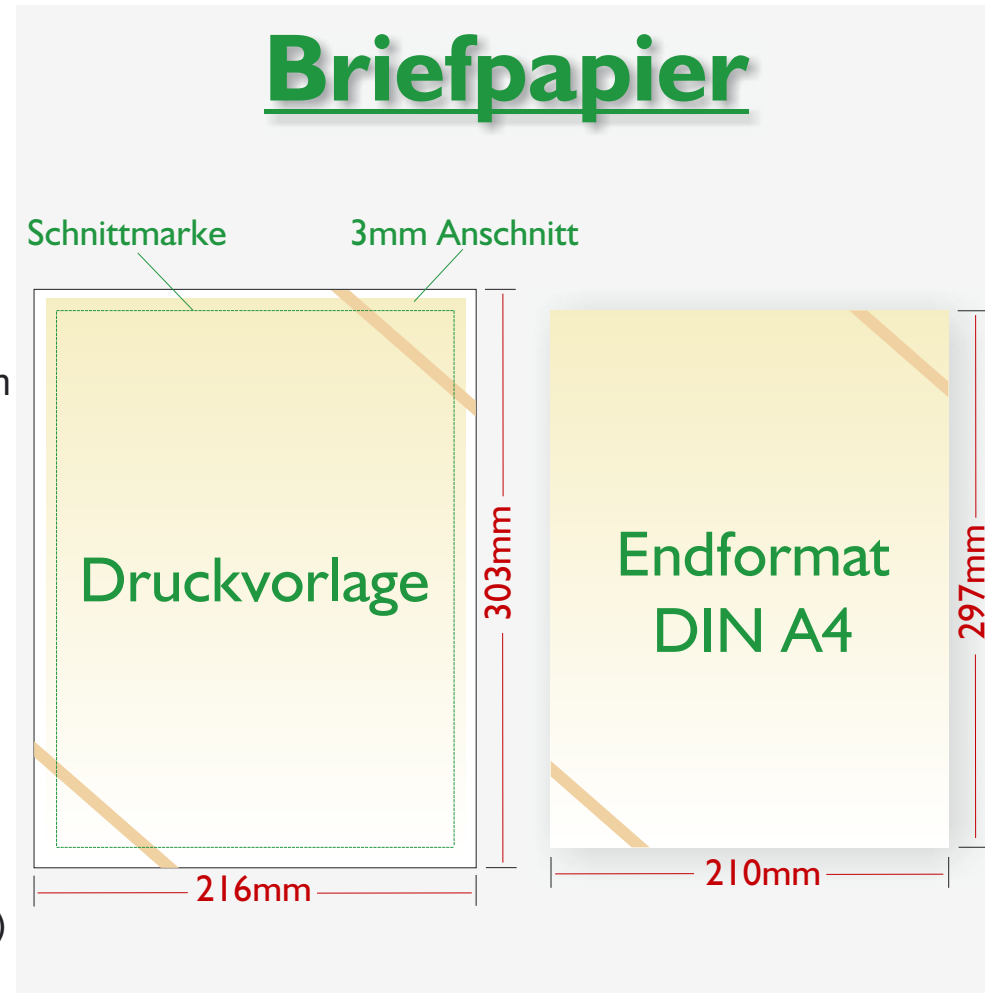 Briefpapier
Schnittmarke
3mm Anschnitt
Druckvorlage
303mm
216mm
Endformat
DIN A4
297mm
210mm